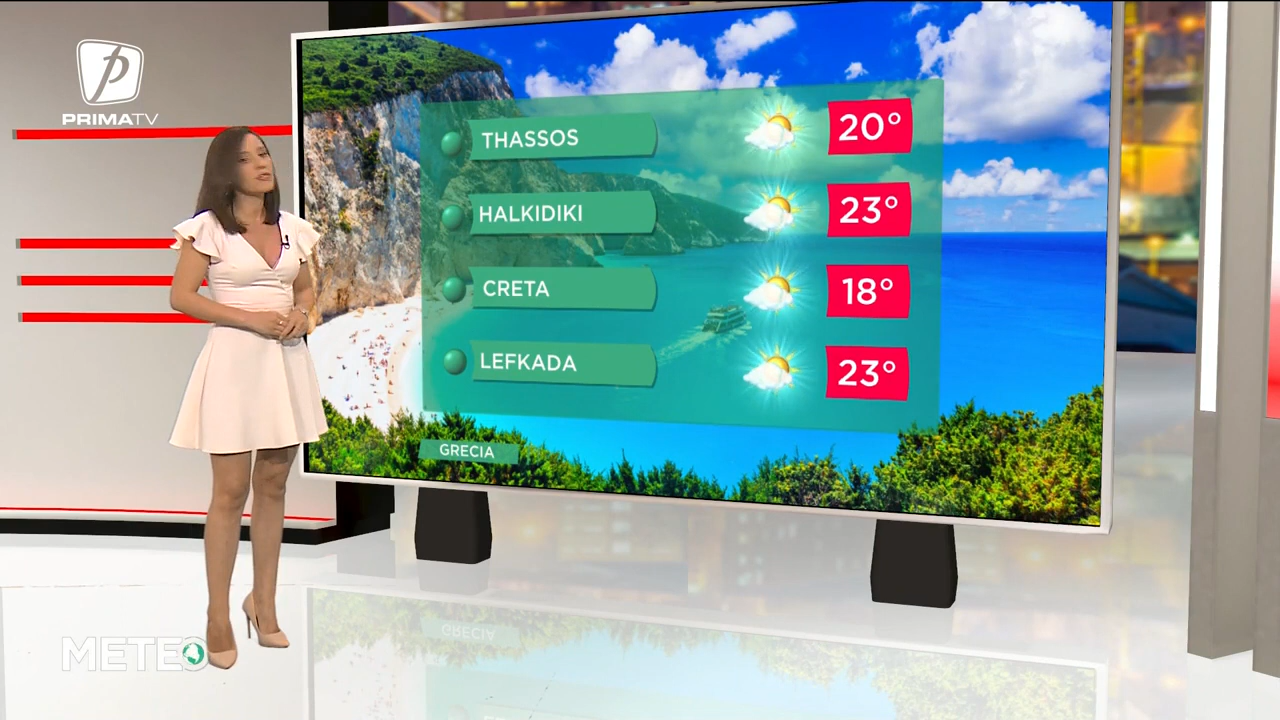 PRIMATV
THASSOS 20°
HALKIDIKI 23°
CRETA 18°
LEFKADA 23°
GRECIA
METEO